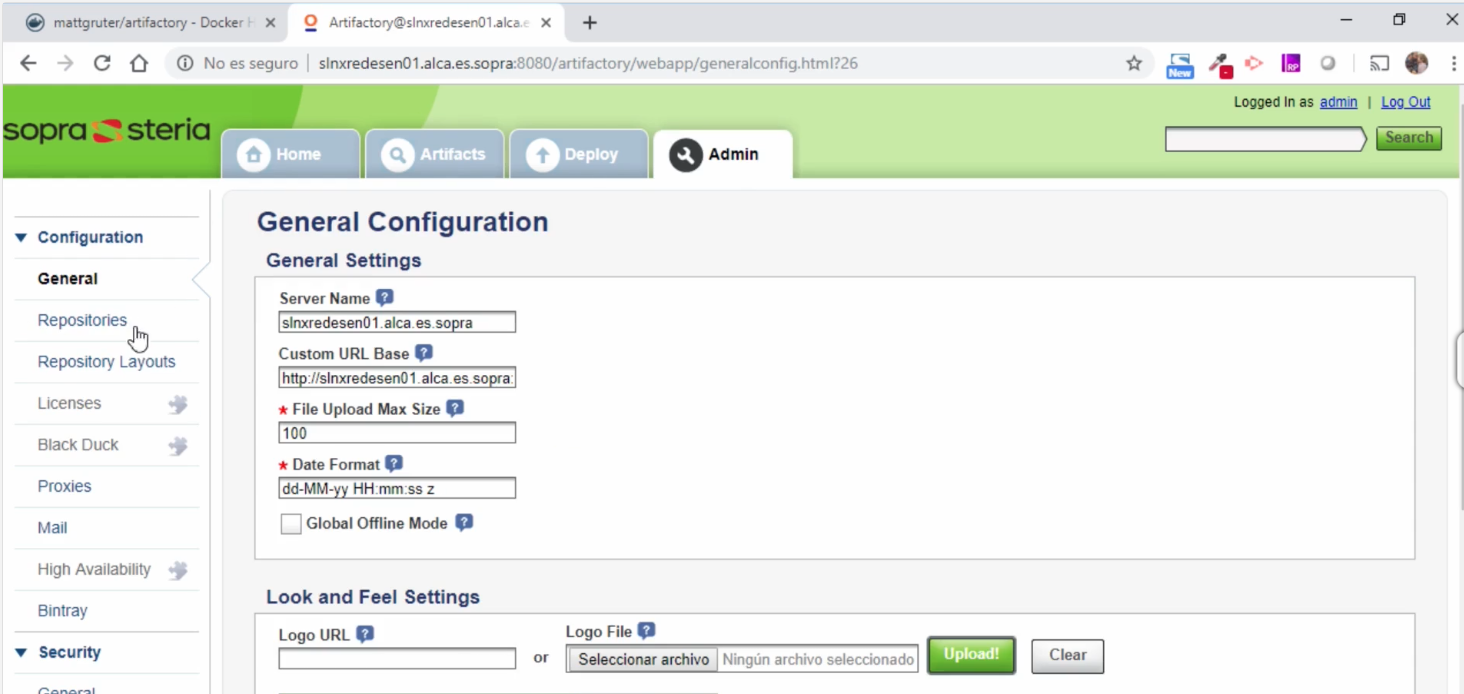 mattgruter/artifactory - Docker H
Artifactory@slnxredesen01.alca.e
No es seguro | slnxredesen01.alca.es.sopra:8080/artifactory/webapp/generalconfig.html?26
New
RP
Logged In as admin | Log Out
sopra steria
Home
Artifacts
Deploy
Admin
Search
Configuration
General
Repositories
Repository Layouts
Licenses
Black Duck
Proxies
Mail
High Availability
Bintray
Security
General
General Configuration
General Settings
Server Name ?
slnxredesen01.alca.es.sopra
Custom URL Base ?
http://slnxredesen01.alca.es.sopra:
* File Upload Max Size ?
100
* Date Format ?
dd-MM-yy HH:mm:ss z
Global Offline Mode ?
Look and Feel Settings
Logo URL ?
or
Logo File ?
Seleccionar archivo Ningún archivo seleccionado
Upload!
Clear